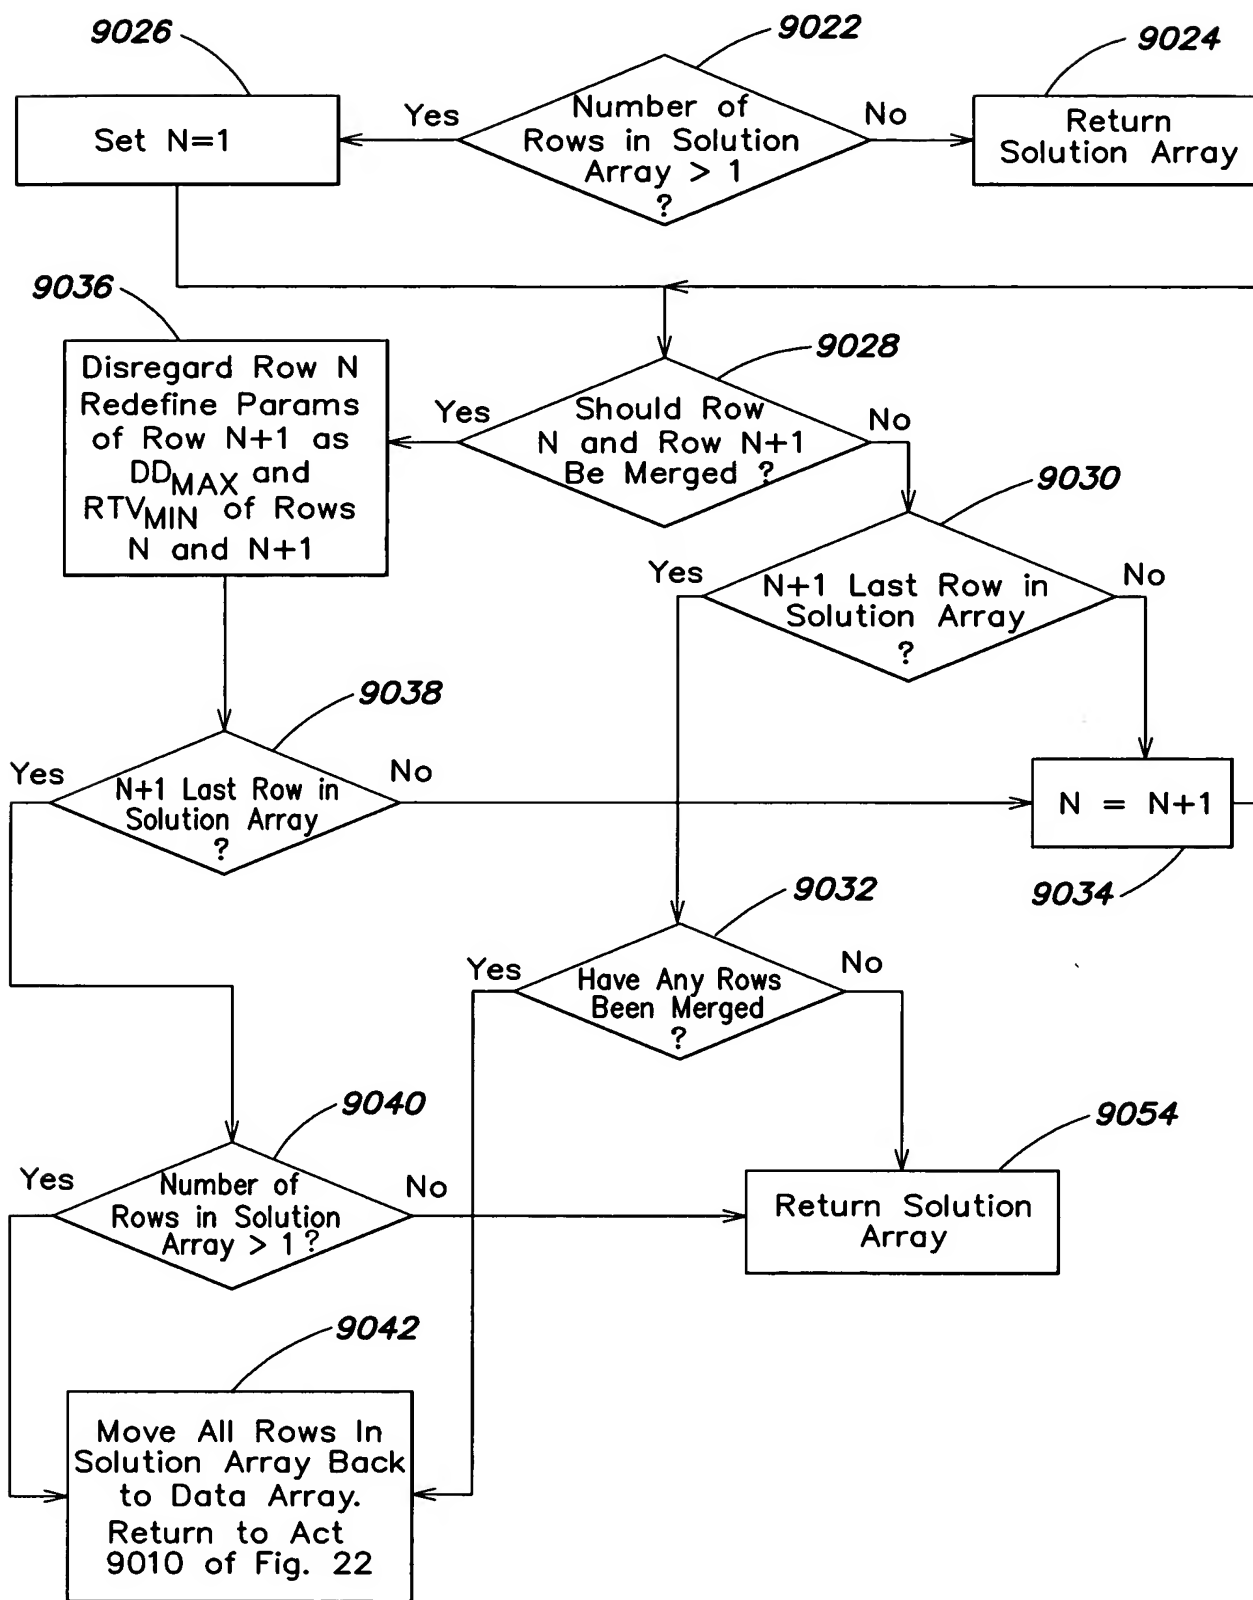 9026
9022
9024
Set N=1
Yes
Number of
Rows in Solution
Array > 1
?
No
Return
Solution Array
9036
9028
Disregard Row N
Redefine Params
of Row N+1 as
DDMAX and
RTVMIN of Rows
N and N+1
Yes
Should Row
N and Row N+1
Be Merged ?
No
9030
Yes
N+1 Last Row in
Solution Array
?
No
9038
Yes
N+1 Last Row in
Solution Array
?
No
N = N+1
9034
9032
Yes
Have Any Rows
Been Merged
?
No
9040
9054
Yes
Number of
Rows in Solution
Array > 1 ?
No
Return Solution
Array
9042
Move All Rows In
Solution Array Back
to Data Array.
Return to Act
9010 of Fig. 22